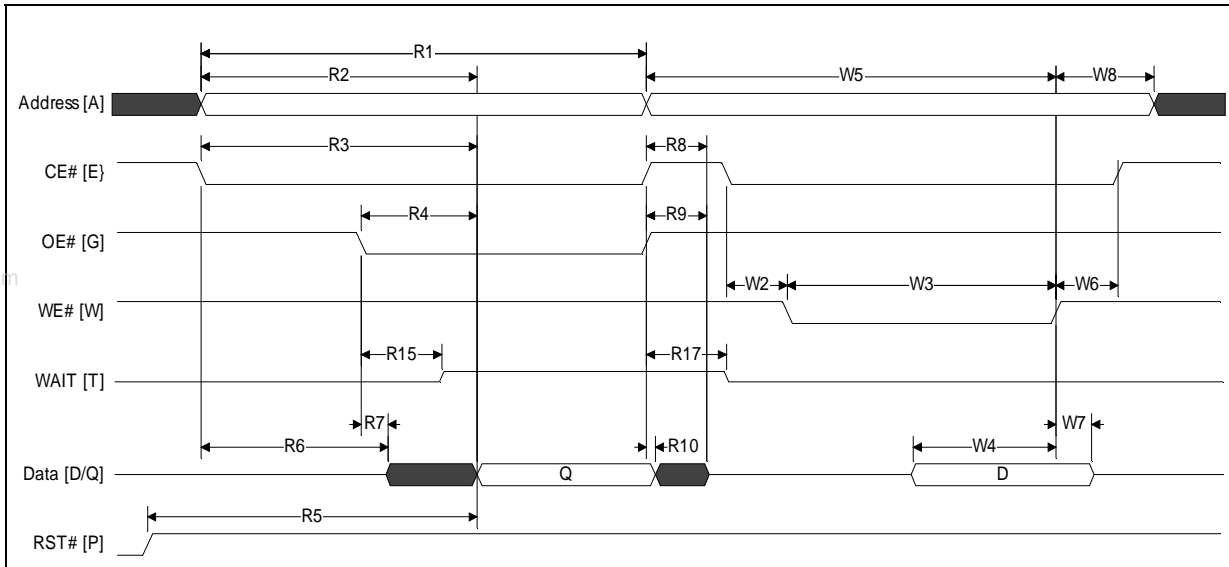 R1
R2 W5 W8
Address [A]
R3 R8
CE# [E}
R4 R9
OE# [G]
m
W2 W3 W6
WE# [W]
R15 R17
WAIT [T]
R7 W7
R6 R10 W4
Data [D/Q] Q D
R5
RST# [P]